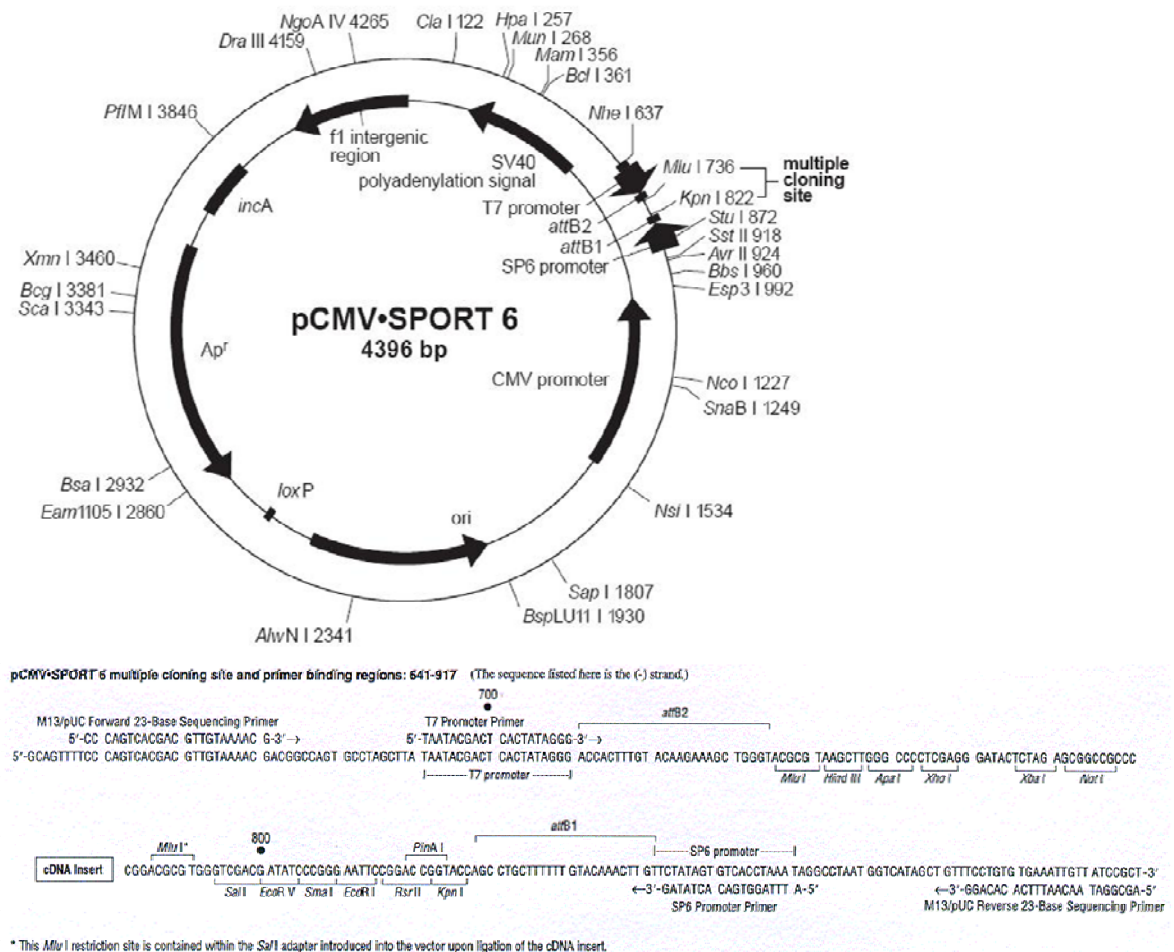 NgoA IV 4265
Cla I 122
Hpa I 257
Mun I 268
Mam I 356
Bcl I 361
Dra III 4159
PflM I 3846
Nhe I 637
f1 intergenic
region
SV40
polyadenylation signal
Mlu I 736
multiple
cloning
site
T7 promoter
Kpn I 822
attB2
attB1
Stu I 872
SP6 promoter
Sst II 918
Avr II 924
Bbs I 960
Esp3 I 992
incA
Xmn I 3460
Bcg I 3381
Sca I 3343
pCMV•SPORT 6
4396 bp
Apr
CMV promoter
Nco I 1227
SnaB I 1249
Bsa I 2932
Eam1105 I 2860
loxP
ori
Nsi I 1534
Sap I 1807
BspLU11 I 1930
AlwN I 2341
pCMV•SPORT 6 multiple cloning site and primer binding regions: 641-917 (The sequence listed here is the (-) strand.)
700
M13/pUC Forward 23-Base Sequencing Primer
T7 Promoter Primer
attB2
5'-CC CAGTCACGAC GTTGTAAAAC G-3'→
5'-TAATACGACT CACTATAGGG-3'→
5'-GCAGTTTTCC CAGTCACGAC GTTGTAAAAC GACGGCCAGT GCCTAGCTTA TAATACGACT CACTATAGGG ACCACTTTGT ACAAGAAAGC TGGGTACGCG TAAGCTTGGG CCCCTCGAGG GATACTCTAG AGCGGCCGCC C
T7 promoter
Mlu I
Hind III
Apa I
Xho I
Xba I
Not I
attB1
Mlu I*
800
PinA I
SP6 promoter
cDNA Insert
CGGACGCG TGGGTCGACG ATATCCCGGG AATTCCGGAC CGGTACCAGC CTGCTTTTTT GTACAAACTT GTTCTATAGT GTCACCTAAA TAGGCCTAAT GGTCATAGCT GTTTCCTGTG TGAAATTGTT ATCCGCT-3'
Sal I
EcoR V
Sma I
EcoR I
Rsr II
Kpn I
←3'-GATATCA CAGTGGATTT A-5'
←3'-GGACAC ACTTTAACAA TAGGCGA-5'
SP6 Promoter Primer
M13/pUC Reverse 23-Base Sequencing Primer
* This Mlu I restriction site is contained within the Sal I adapter introduced into the vector upon ligation of the cDNA insert.